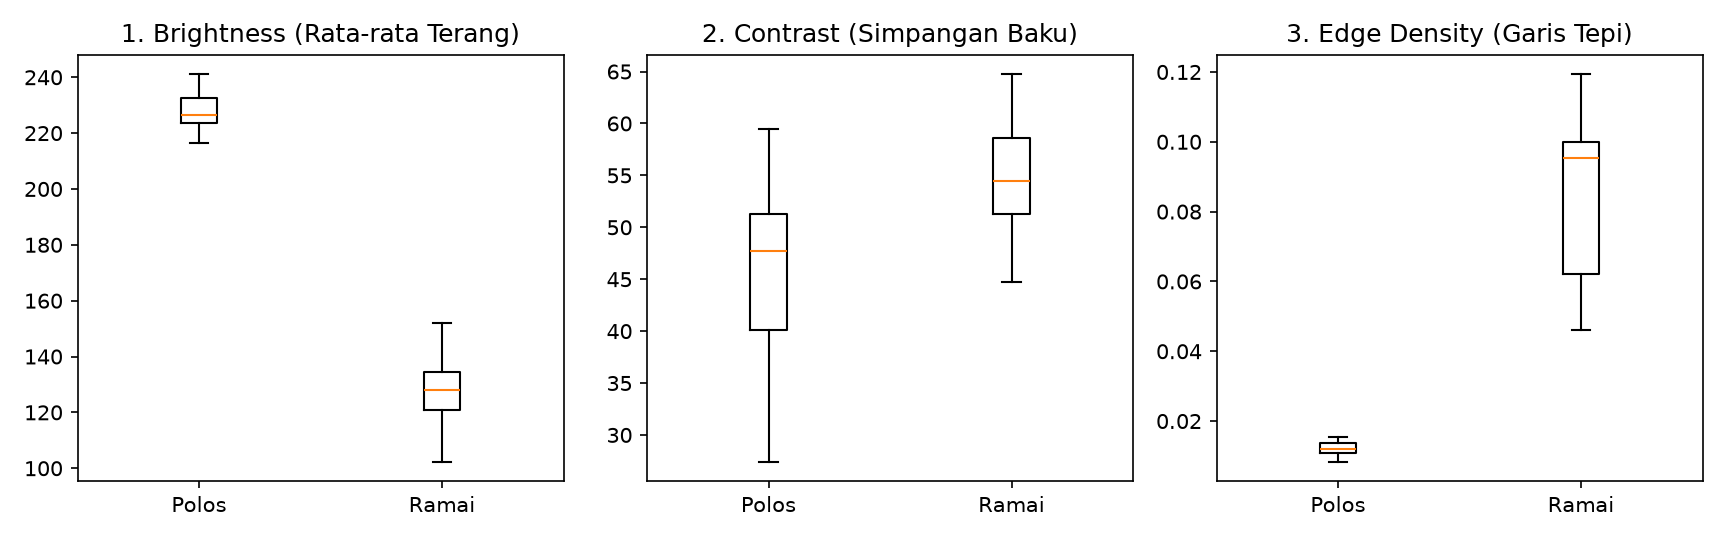 1. Brightness (Rata-rata Terang)
240
220
200
180
160
140
120
100
Polos
Ramai
2. Contrast (Simpangan Baku)
65
60
55
50
45
40
35
30
Polos
Ramai
3. Edge Density (Garis Tepi)
0.12
0.10
0.08
0.06
0.04
0.02
Polos
Ramai